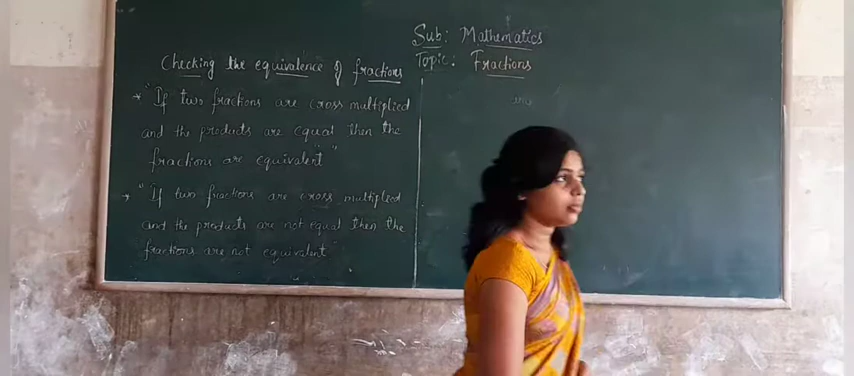 Sub: Mathematics
Topic: Fractions
Checking the equivalence of fractions
* "If two fractions are cross multiplied
and the products are equal then the
fractions are equivalent"
* "If two fractions are cross multiplied
and the products are not equal then the
fractions are not equivalent"